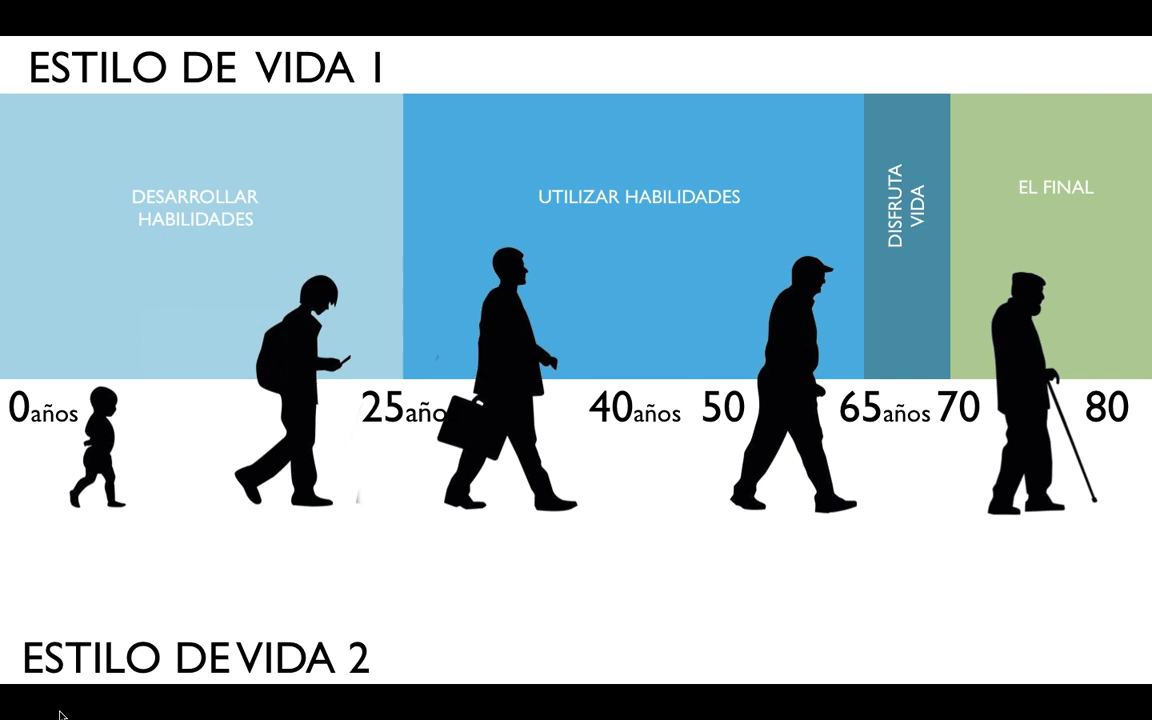 ESTILO DE VIDA 1
DESARROLLAR
HABILIDADES
UTILIZAR HABILIDADES
DISFRUTA
VIDA
EL FINAL
0años 25año 40años 50 65años 70 80
ESTILO DE VIDA 2